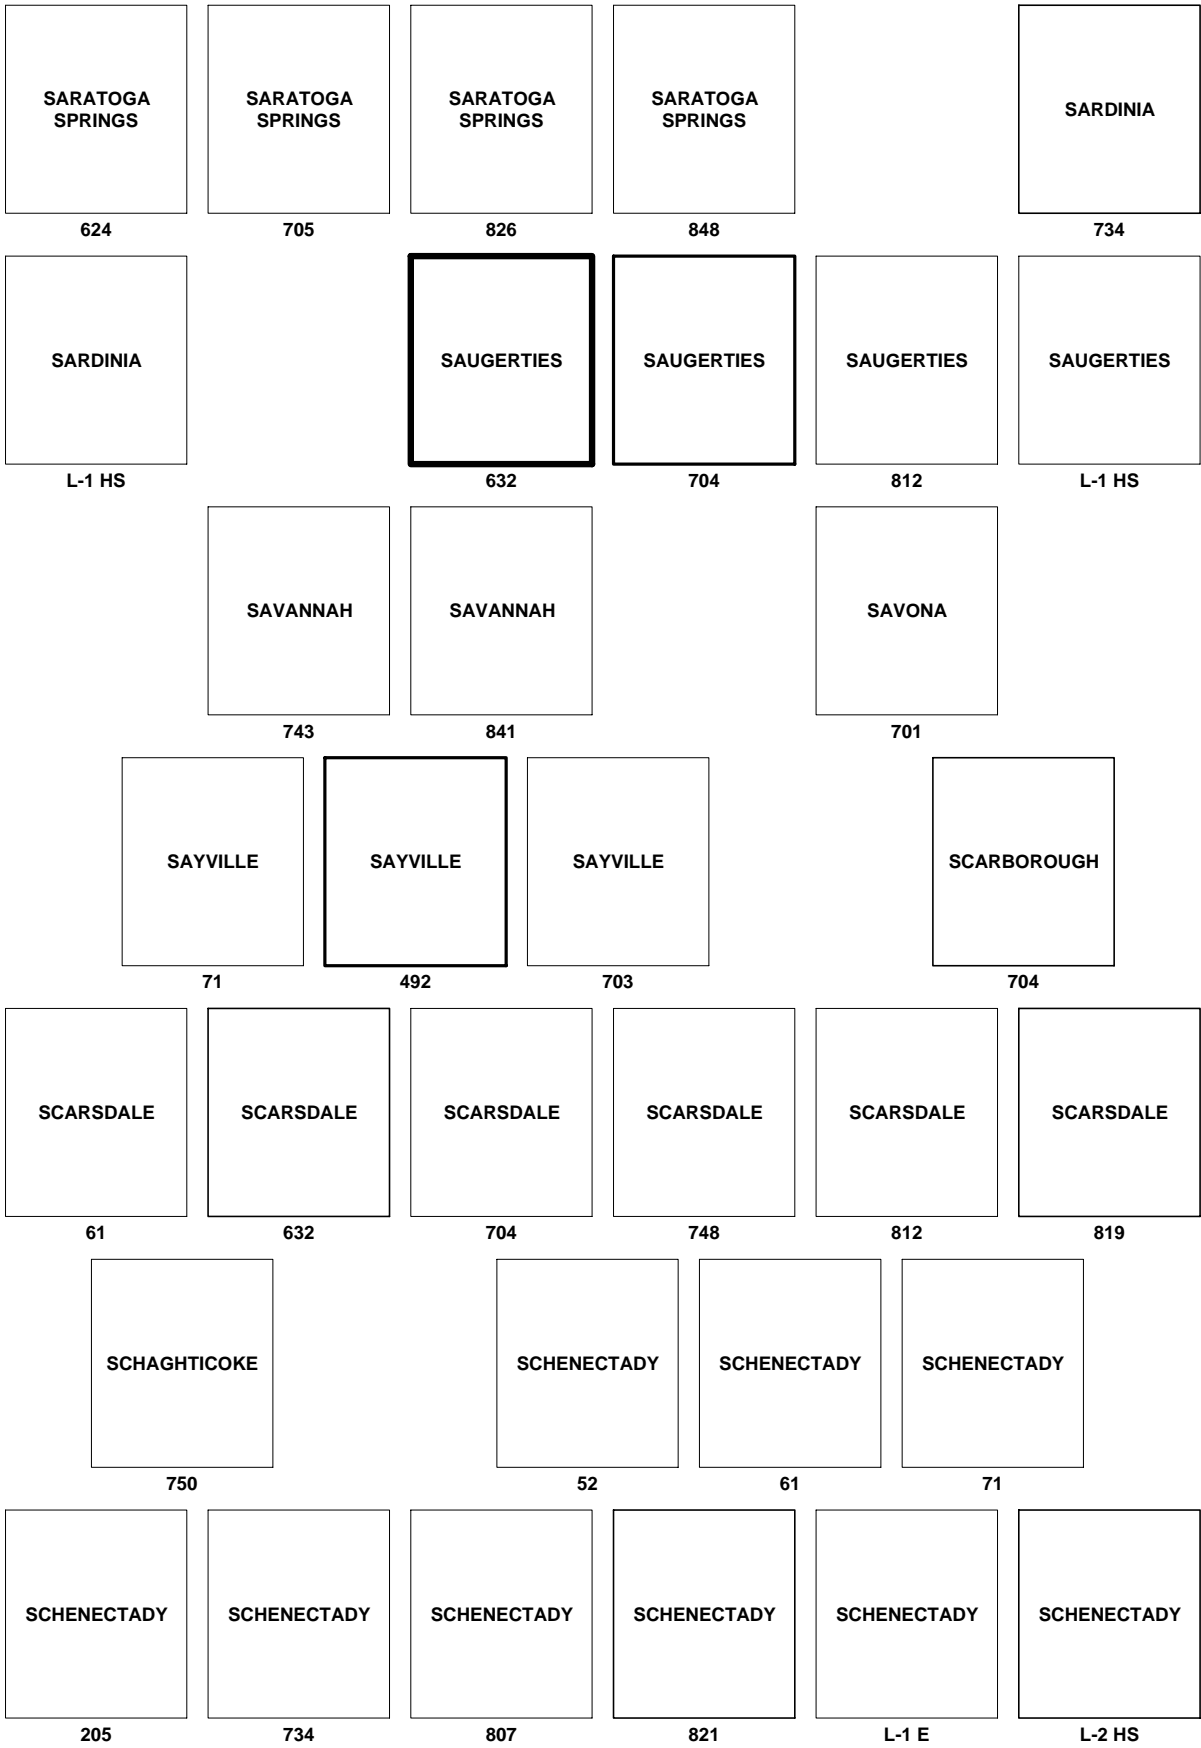 SARATOGA
SPRINGS
SARATOGA
SPRINGS
SARATOGA
SPRINGS
SARATOGA
SPRINGS
SARDINIA
624 705 826 848 734
SARDINIA SAUGERTIES SAUGERTIES SAUGERTIES SAUGERTIES
L-1 HS 632 704 812 L-1 HS
SAVANNAH SAVANNAH SAVONA
743 841 701
SAYVILLE SAYVILLE SAYVILLE SCARBOROUGH
71 492 703 704
SCARSDALE SCARSDALE SCARSDALE SCARSDALE SCARSDALE SCARSDALE
61 632 704 748 812 819
SCHAGHTICOKE SCHENECTADY SCHENECTADY SCHENECTADY
750 52 61 71
SCHENECTADY SCHENECTADY SCHENECTADY SCHENECTADY SCHENECTADY SCHENECTADY
205 734 807 821 L-1 E L-2 HS